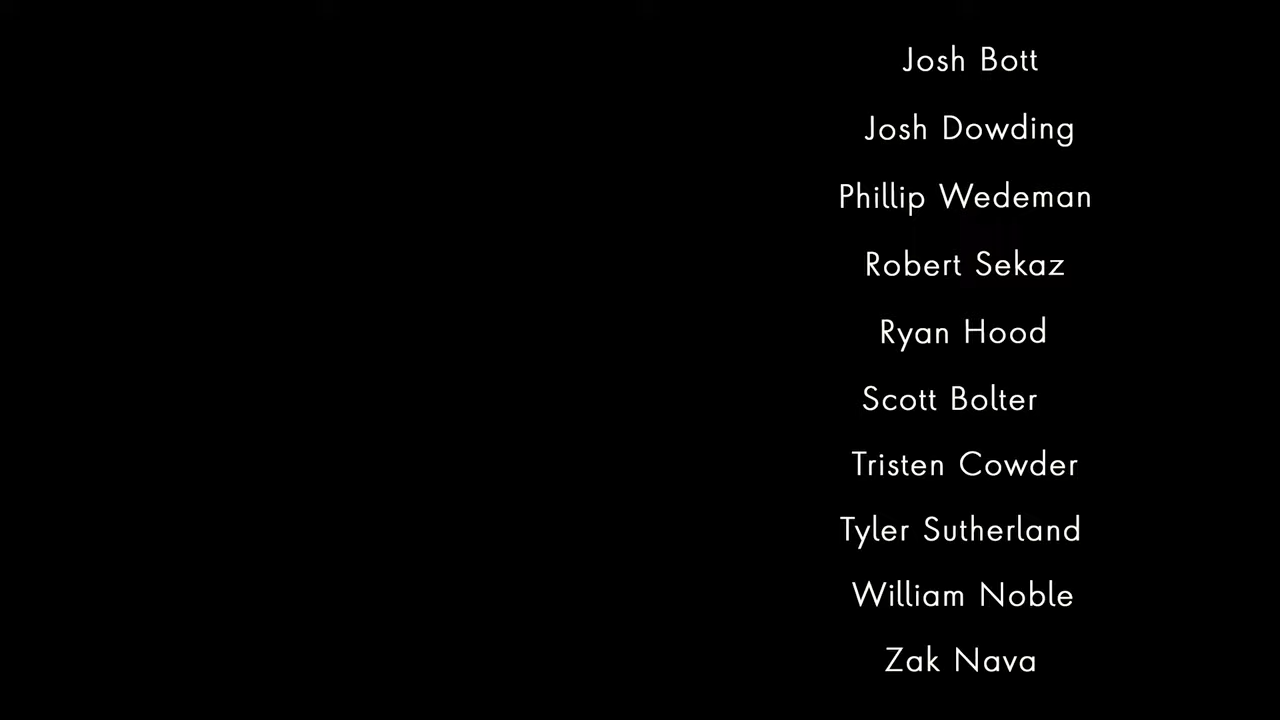 Josh Bott
Josh Dowding
Phillip Wedeman
Robert Sekaz
Ryan Hood
Scott Bolter
Tristen Cowder
Tyler Sutherland
William Noble
Zak Nava